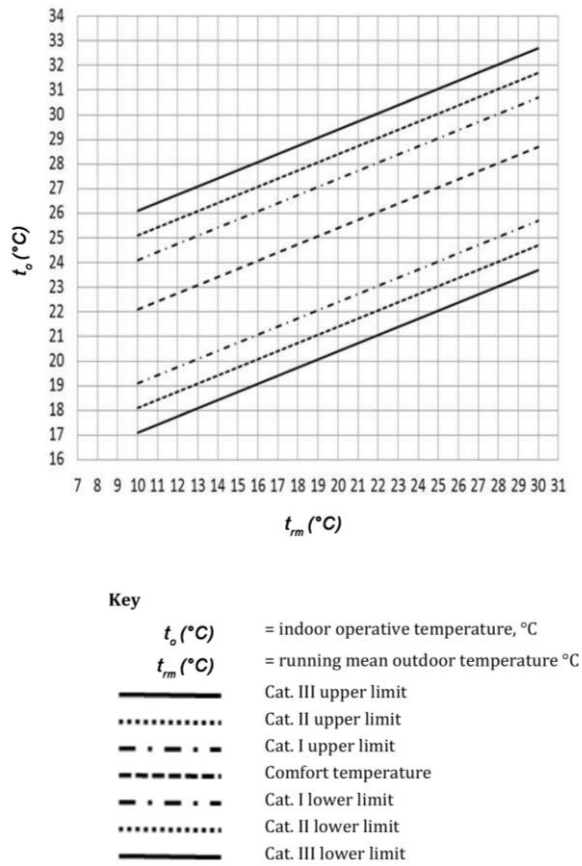 34
33
32
31
30
29
28
27
26
25
24
23
22
21
20
19
18
17
16
t_o (°C)
7 8 9 10 11 12 13 14 15 16 17 18 19 20 21 22 23 24 25 26 27 28 29 30 31
t_rm (°C)
Key
t_o (°C) = indoor operative temperature, °C
t_rm (°C) = running mean outdoor temperature °C
Cat. III upper limit
Cat. II upper limit
Cat. I upper limit
Comfort temperature
Cat. I lower limit
Cat. II lower limit
Cat. III lower limit